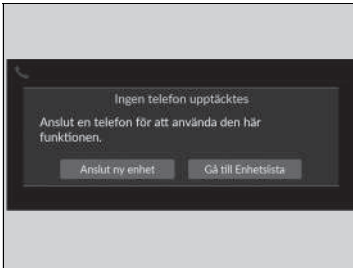 Ingen telefon upptäcktes
Anslut en telefon för att använda den här
funktionen.
Anslut ny enhet
Gå till Enhetslista